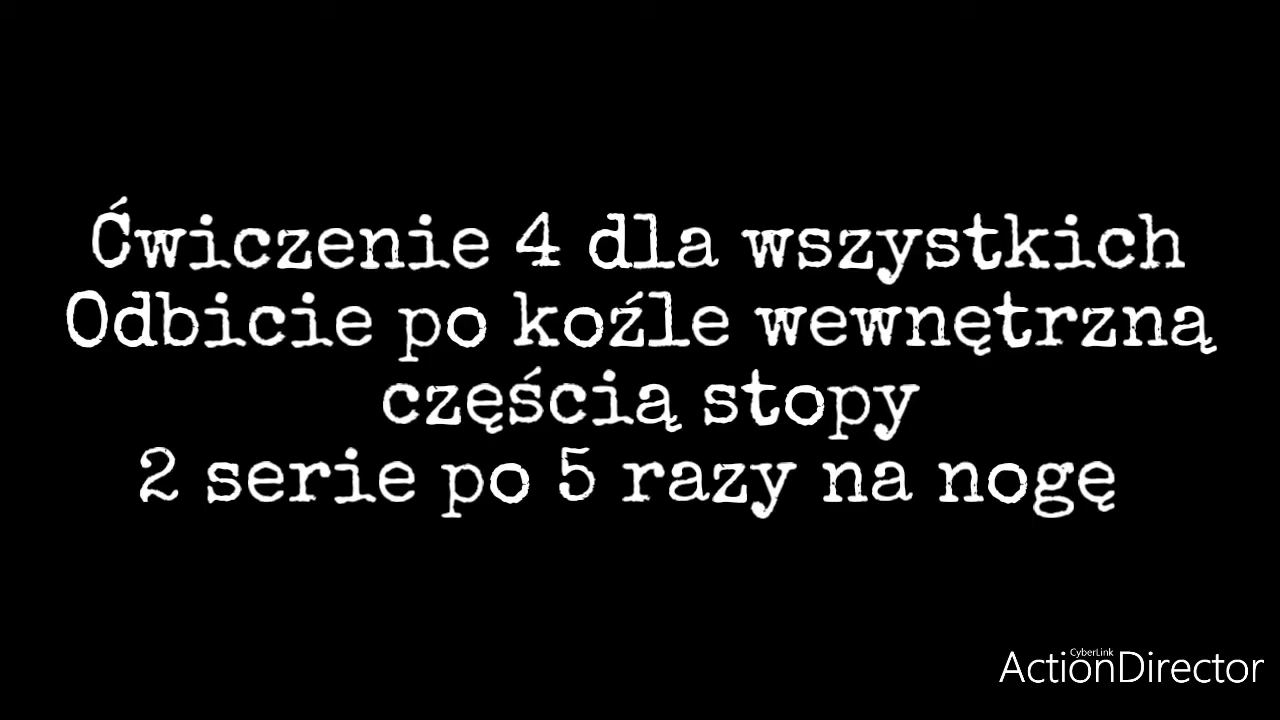 Ćwiczenie 4 dla wszystkich
Odbicie po koźle wewnętrzną
częścią stopy
2 serie po 5 razy na nogę
CyberLink
ActionDirector